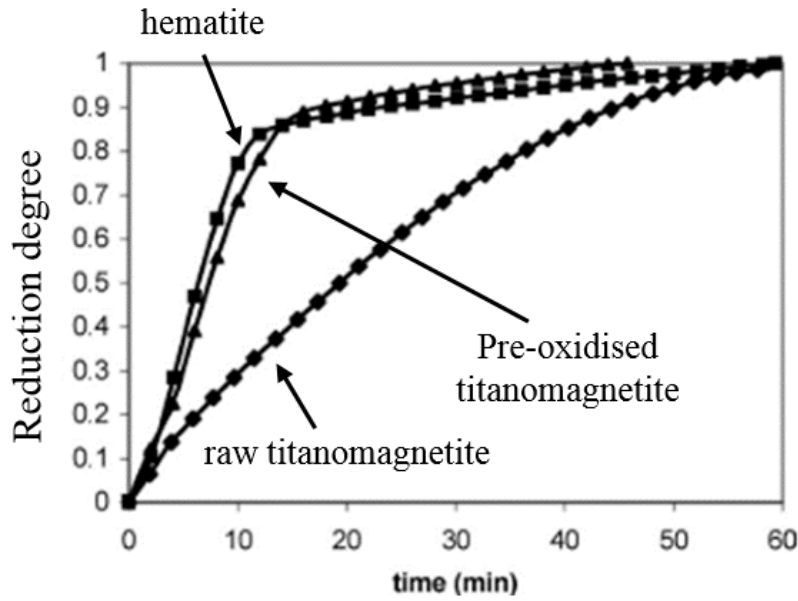 hematite
1
0.9
0.8
0.7
0.6
0.5
0.4
0.3
0.2
0.1
0
Reduction degree
Pre-oxidised
titanomagnetite
raw titanomagnetite
0 10 20 30 40 50 60
time (min)